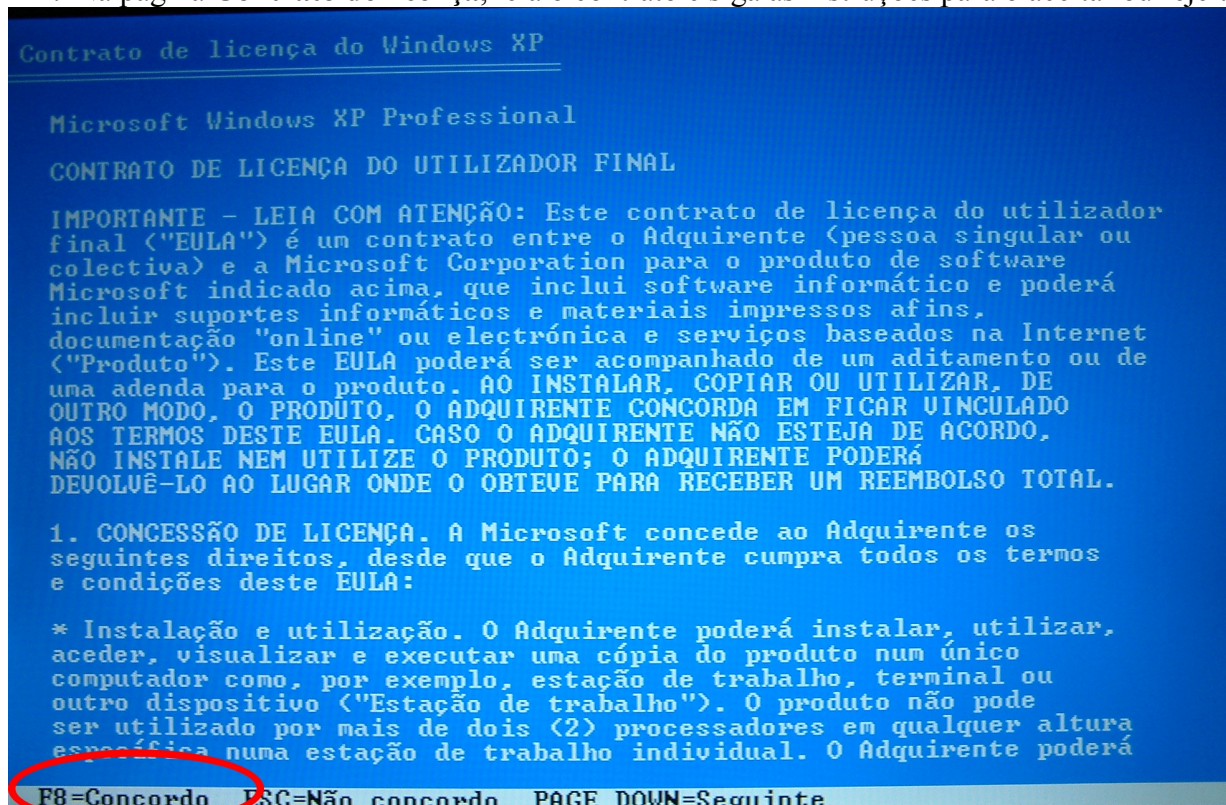 Contrato de licença do Windows XP
Microsoft Windows XP Professional
CONTRATO DE LICENÇA DO UTILIZADOR FINAL
IMPORTANTE - LEIA COM ATENÇÃO: Este contrato de licença do utilizador
final ("EULA") é um contrato entre o Adquirente (pessoa singular ou
colectiva) e a Microsoft Corporation para o produto de software
Microsoft indicado acima, que inclui software informático e poderá
incluir suportes informáticos e materiais impressos afins,
documentação "online" ou electrónica e serviços baseados na Internet
("Produto"). Este EULA poderá ser acompanhado de um aditamento ou de
uma adenda para o produto. AO INSTALAR, COPIAR OU UTILIZAR, DE
OUTRO MODO, O PRODUTO, O ADQUIRENTE CONCORDA EM FICAR VINCULADO
AOS TERMOS DESTE EULA. CASO O ADQUIRENTE NÃO ESTEJA DE ACORDO,
NÃO INSTALE NEM UTILIZE O PRODUTO; O ADQUIRENTE PODERá
DEVOLVÊ-LO AO LUGAR ONDE O OBTEVE PARA RECEBER UM REEMBOLSO TOTAL.
1. CONCESSÃO DE LICENÇA. A Microsoft concede ao Adquirente os
seguintes direitos, desde que o Adquirente cumpra todos os termos
e condições deste EULA:
* Instalação e utilização. O Adquirente poderá instalar, utilizar,
aceder, visualizar e executar uma cópia do produto num único
computador como, por exemplo, estação de trabalho, terminal ou
outro dispositivo ("Estação de trabalho"). O produto não pode
ser utilizado por mais de dois (2) processadores em qualquer altura
específica numa estação de trabalho individual. O Adquirente poderá
F8=Concordo ESC=Não concordo PAGE DOWN=Seguinte